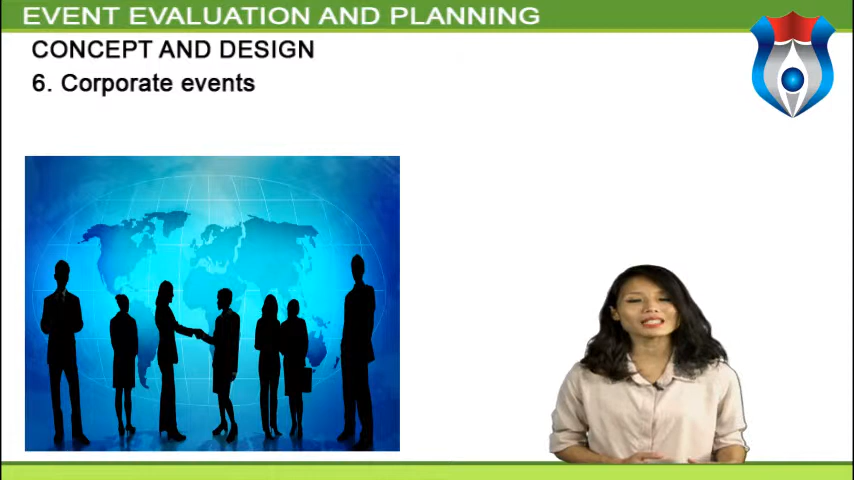 EVENT EVALUATION AND PLANNING
CONCEPT AND DESIGN
6. Corporate events